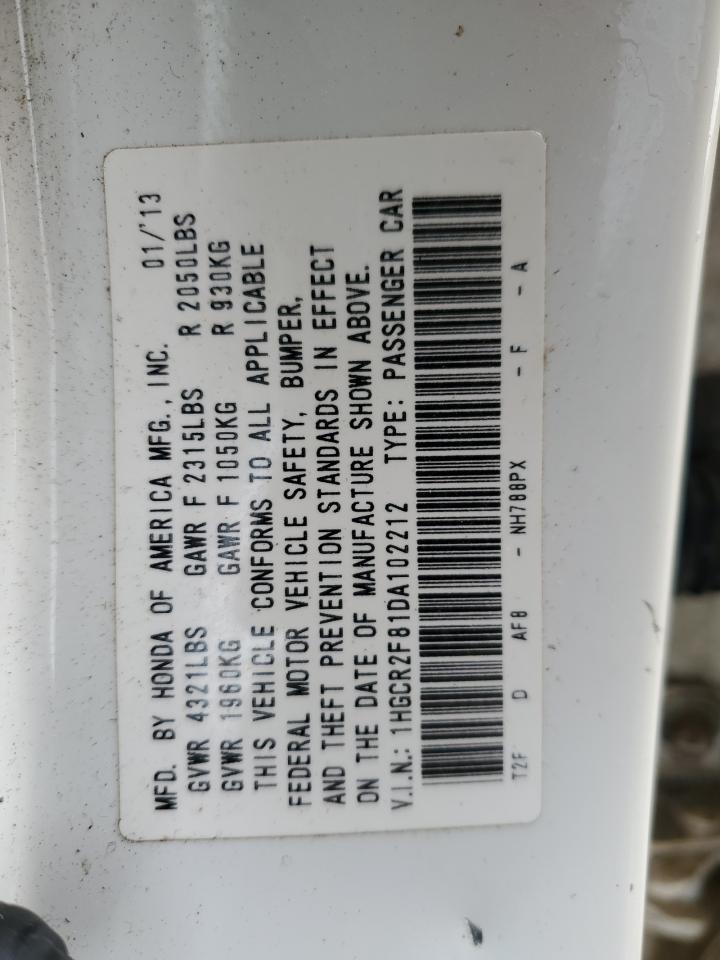 MFD. BY HONDA OF AMERICA MFG., INC. 01/'13
GVWR 4321LBS GAWR F 2315LBS R 2050LBS
GVWR 1960KG GAWR F 1050KG R 930KG
THIS VEHICLE CONFORMS TO ALL APPLICABLE
FEDERAL MOTOR VEHICLE SAFETY, BUMPER,
AND THEFT PREVENTION STANDARDS IN EFFECT
ON THE DATE OF MANUFACTURE SHOWN ABOVE.
V.I.N.: 1HGCR2F81DA102212 TYPE: PASSENGER CAR
T2F D AF8 - NH788PX - F - A